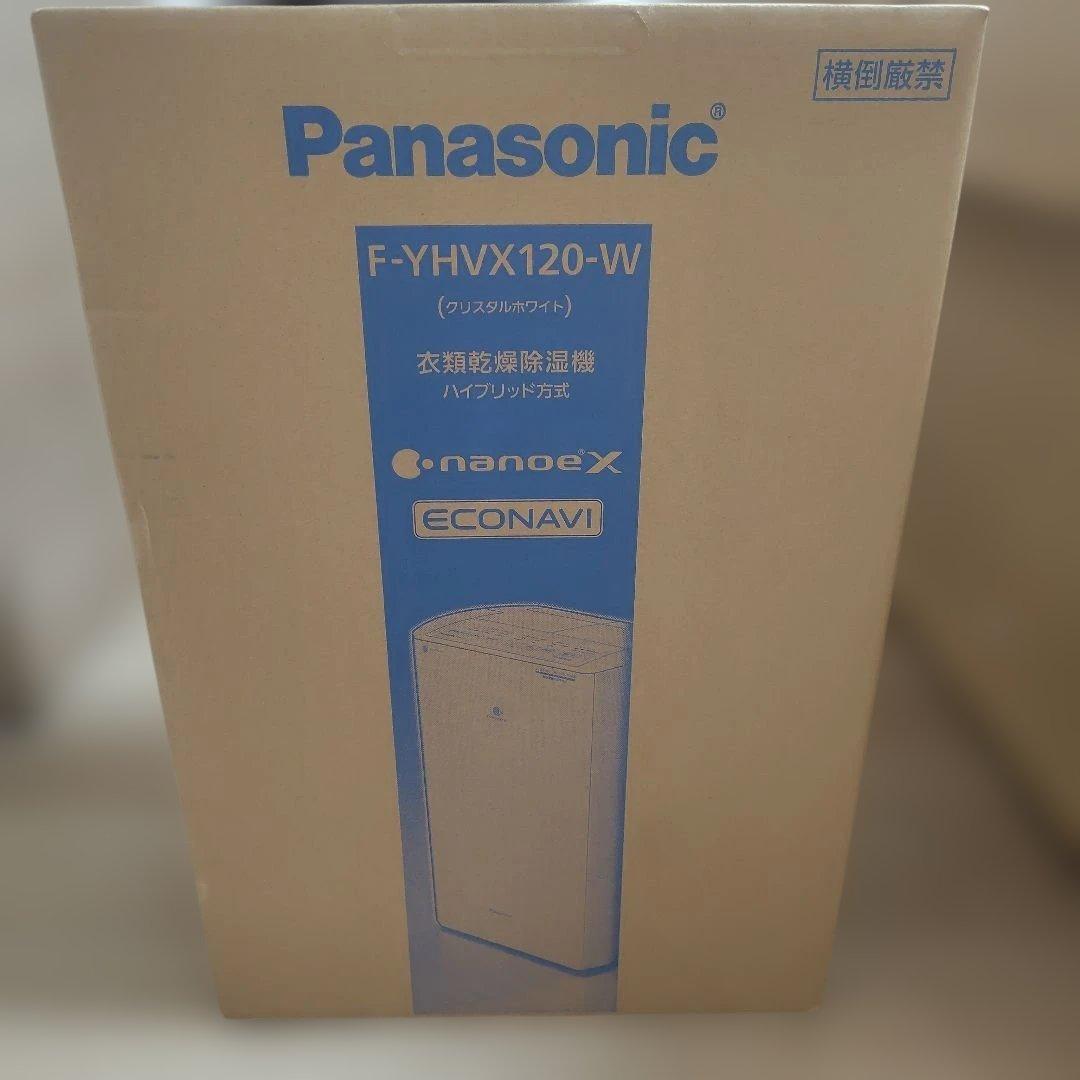 横倒厳禁
Panasonic®
F-YHVX120-W
(クリスタルホワイト)
衣類乾燥除湿機
ハイブリッド方式
nanoe®X
ECONAVI